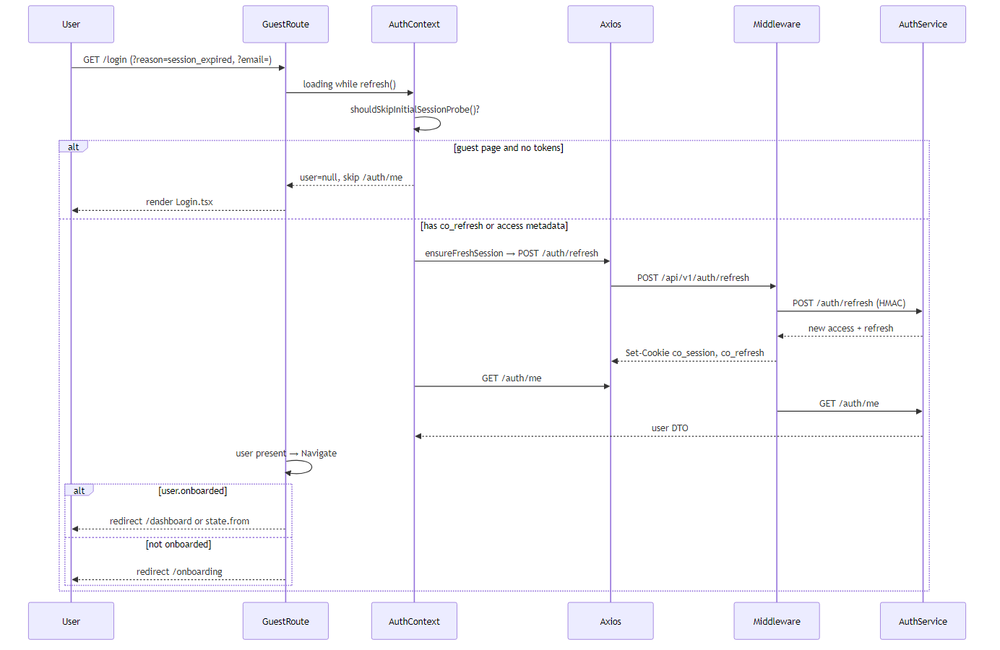 User
GuestRoute
AuthContext
Axios
Middleware
AuthService
GET /login (?reason=session_expired, ?email=)
loading while refresh()
shouldSkipInitialSessionProbe()?
alt
[guest page and no tokens]
user=null, skip /auth/me
render Login.tsx
[has co_refresh or access metadata]
ensureFreshSession → POST /auth/refresh
POST /api/v1/auth/refresh
POST /auth/refresh (HMAC)
new access + refresh
Set-Cookie co_session, co_refresh
GET /auth/me
GET /auth/me
user DTO
user present → Navigate
alt
[user.onboarded]
redirect /dashboard or state.from
[not onboarded]
redirect /onboarding
User
GuestRoute
AuthContext
Axios
Middleware
AuthService